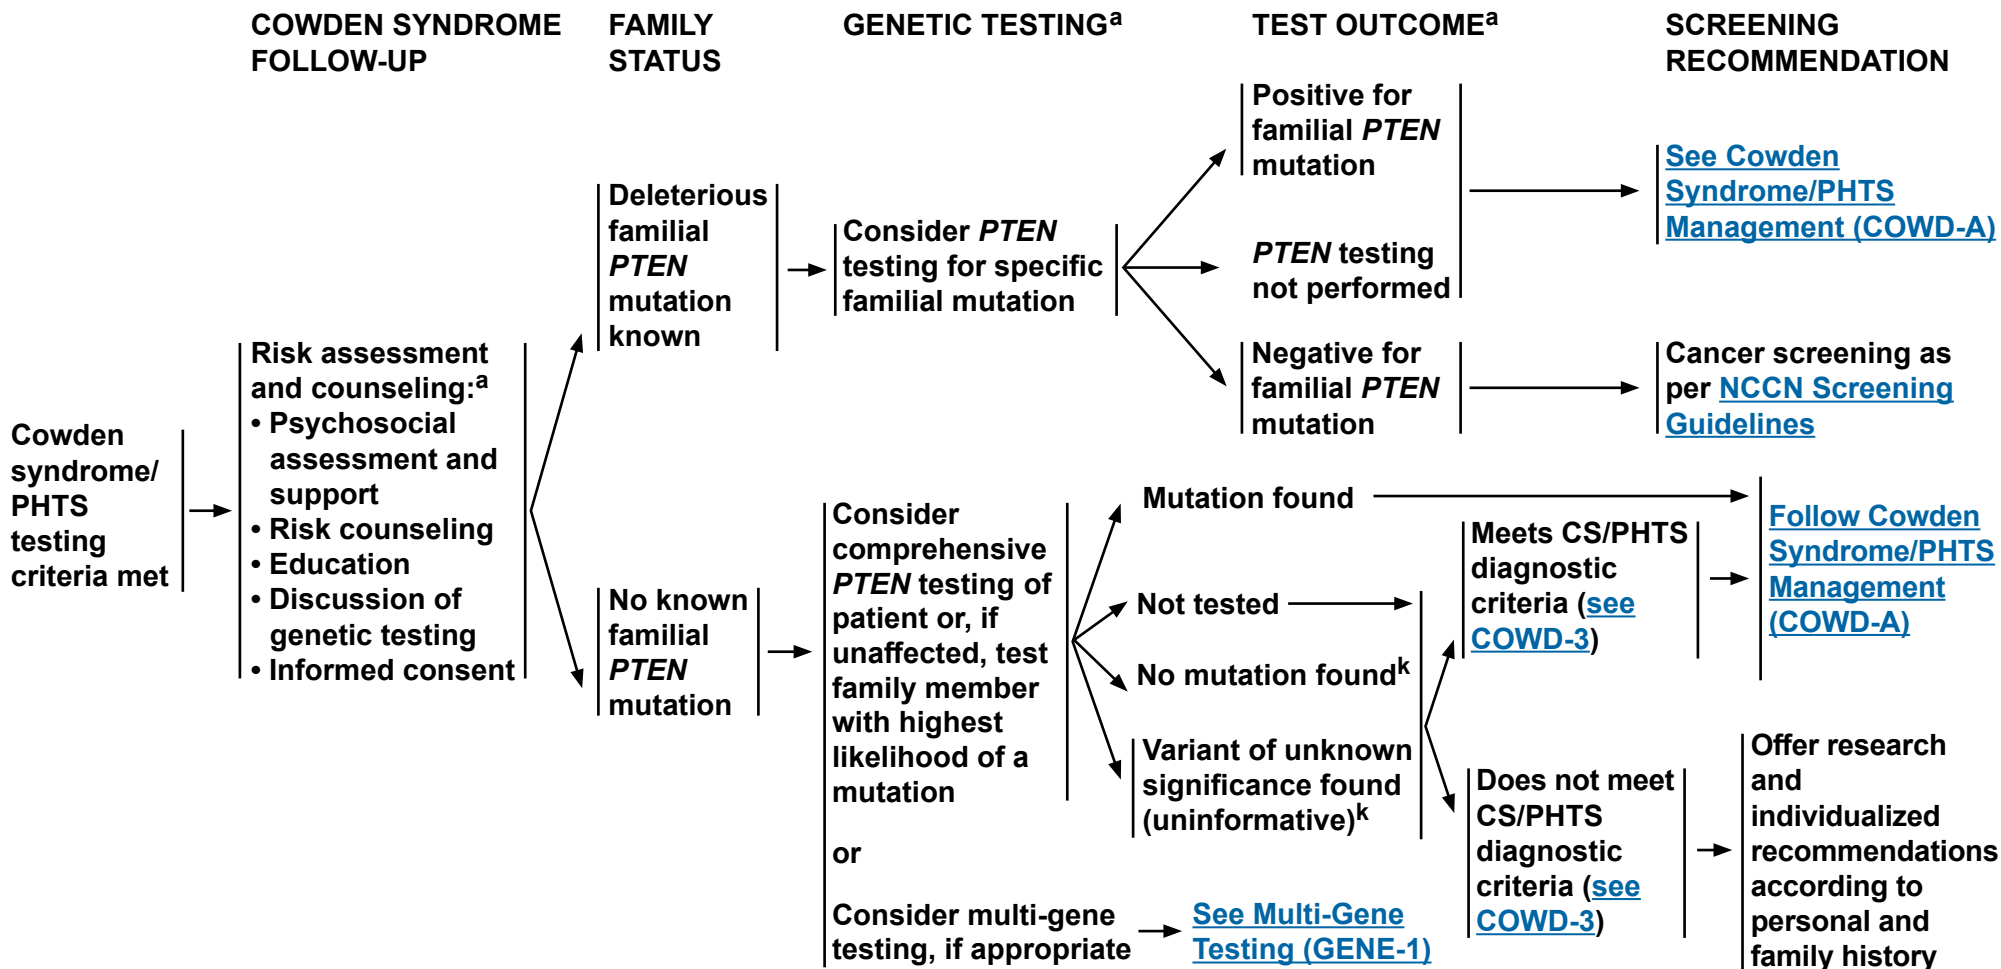 COWDEN SYNDROME
FOLLOW-UP
FAMILY
STATUS
GENETIC TESTINGa
TEST OUTCOMEa
SCREENING
RECOMMENDATION
Cowden
syndrome/
PHTS
testing
criteria met
Risk assessment
and counseling:a
• Psychosocial
assessment and
support
• Risk counseling
• Education
• Discussion of
genetic testing
• Informed consent
Deleterious
familial
PTEN
mutation
known
Consider PTEN
testing for specific
familial mutation
Positive for
familial PTEN
mutation
PTEN testing
not performed
See Cowden
Syndrome/PHTS
Management (COWD-A)
Negative for
familial PTEN
mutation
Cancer screening as
per NCCN Screening
Guidelines
No known
familial
PTEN
mutation
Consider
comprehensive
PTEN testing of
patient or, if
unaffected, test
family member
with highest
likelihood of a
mutation
or
Consider multi-gene
testing, if appropriate
See Multi-Gene
Testing (GENE-1)
Mutation found
Not tested
No mutation foundk
Variant of unknown
significance found
(uninformative)k
Meets CS/PHTS
diagnostic
criteria (see
COWD-3)
Follow Cowden
Syndrome/PHTS
Management
(COWD-A)
Does not meet
CS/PHTS
diagnostic
criteria (see
COWD-3)
Offer research
and
individualized
recommendations
according to
personal and
family history